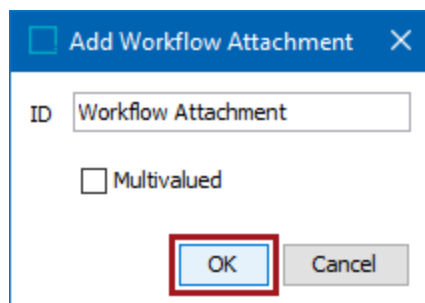 Add Workflow Attachment
ID Workflow Attachment
Multivalued
OK Cancel